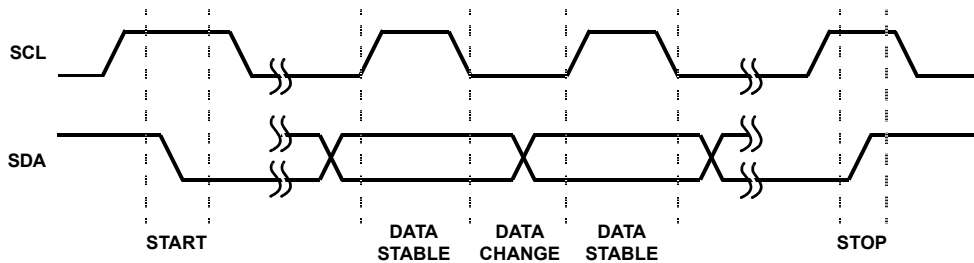 SCL
SDA
START
DATA
STABLE
DATA
CHANGE
DATA
STABLE
STOP